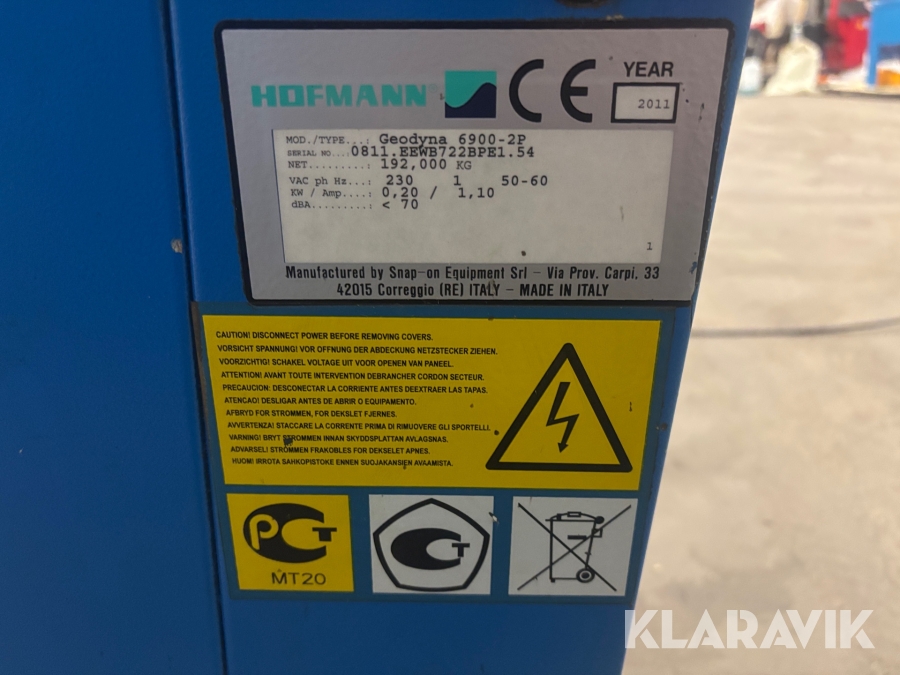 HOFMANN
CE
YEAR
2011
MOD./TYPE...: Geodyna 6900-2P
SERIAL NO...: 0811.EEWB722BPE1.54
NET.........: 192,000 KG
VAC ph Hz...: 230 1 50-60
KW / Amp....: 0,20 / 1,10
dBA.........: < 70
1
Manufactured by Snap-on Equipment Srl - Via Prov. Carpi, 33
42015 Correggio (RE) ITALY - MADE IN ITALY
CAUTION! DISCONNECT POWER BEFORE REMOVING COVERS.
VORSICHT SPANNUNG! VOR OFFNUNG DER ABDECKUNG NETZSTECKER ZIEHEN.
VOORZICHTIG! SCHAKEL VOLTAGE UIT VOOR OPENEN VAN PANEEL.
ATTENTION! AVANT TOUTE INTERVENTION DEBRANCHER CORDON SECTEUR.
PRECAUCION: DESCONECTAR LA CORRIENTE ANTES DEEXTRAER LAS TAPAS.
ATENCAO! DESLIGAR ANTES DE ABRIR O EQUIPAMENTO.
AFBRYD FOR STROMMEN, FOR DEKSLET FJERNES.
AVVERTENZA! STACCARE LA CORRENTE PRIMA DI RIMUOVERE GLI SPORTELLI.
VARNING! BRYT STROMMEN INNAN SKYDDSPLATTAN AVLAGSNAS.
ADVARSEL! STROMMEN FRAKOBLES FOR DEKSELET APNES.
HUOM! IRROTA SAHKOPISTOKE ENNEN SUOJAKANSIEN AVAAMISTA.
PCT
MT20
CT
KLARAVIK